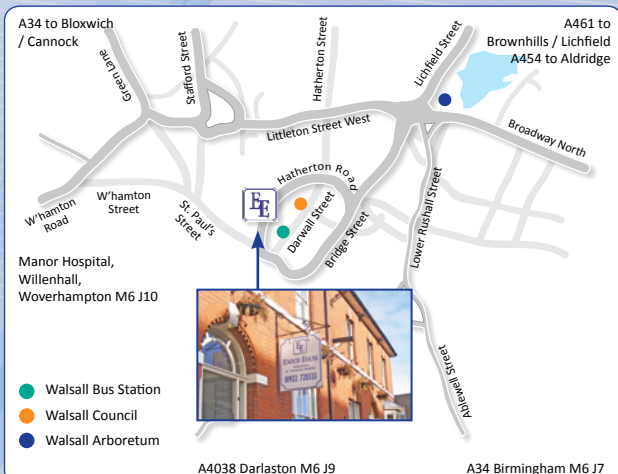 A34 to Bloxwich
/ Cannock
A461 to
Brownhills / Lichfield
A454 to Aldridge
Green Lane
Stafford Street
Hatherton Street
Lichfield Street
Littleton Street West
Broadway North
Hatherton Road
W'hamton
Road
W'hamton
Street
St. Paul's
Street
EE
Darwall Street
Bridge Street
Lower Rushall Street
Manor Hospital,
Willenhall,
Woverhampton M6 J10
EE
ENOCH EVANS
Walsall Bus Station
Walsall Council
Walsall Arboretum
Ablewell Street
A4038 Darlaston M6 J9
A34 Birmingham M6 J7